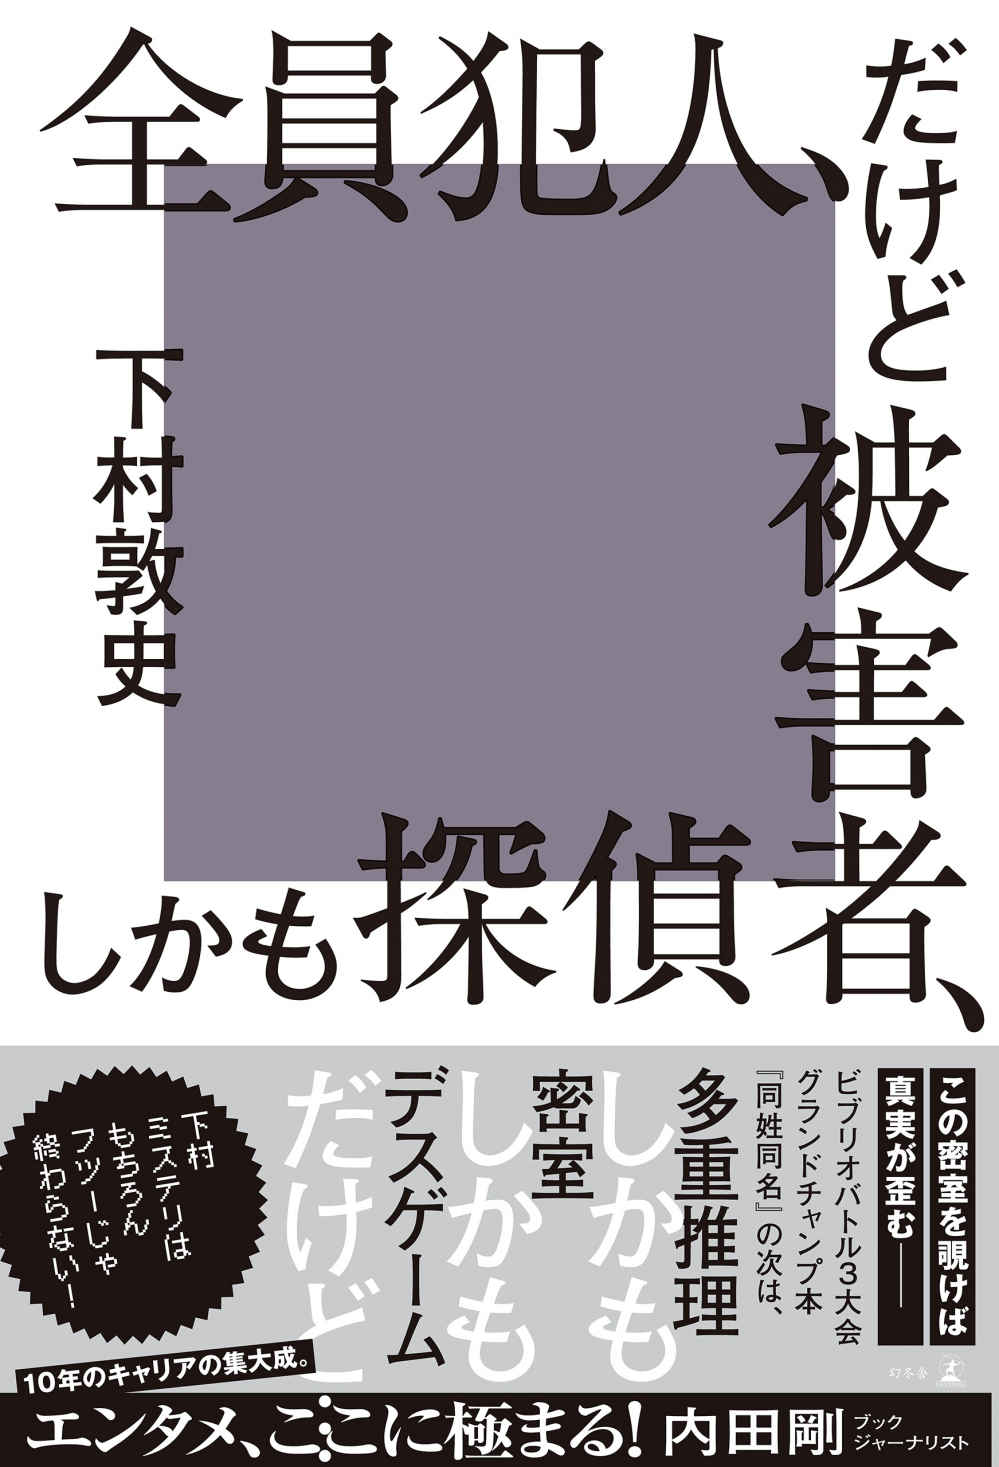 全員犯人、
だけど
被害者、
しかも探偵
下村敦史
この密室を覗けば
真実が歪む――
ビブリオバトル3大会
グランドチャンプ本
『同姓同名』の次は、
多重推理
しかも
密室
しかも
デスゲーム
だけど
下村
ミステリは
もちろん
フツーじゃ
終わらない!
10年のキャリアの集大成。
エンタメ、ここに極まる!
内田剛
ブック
ジャーナリスト
幻冬舎